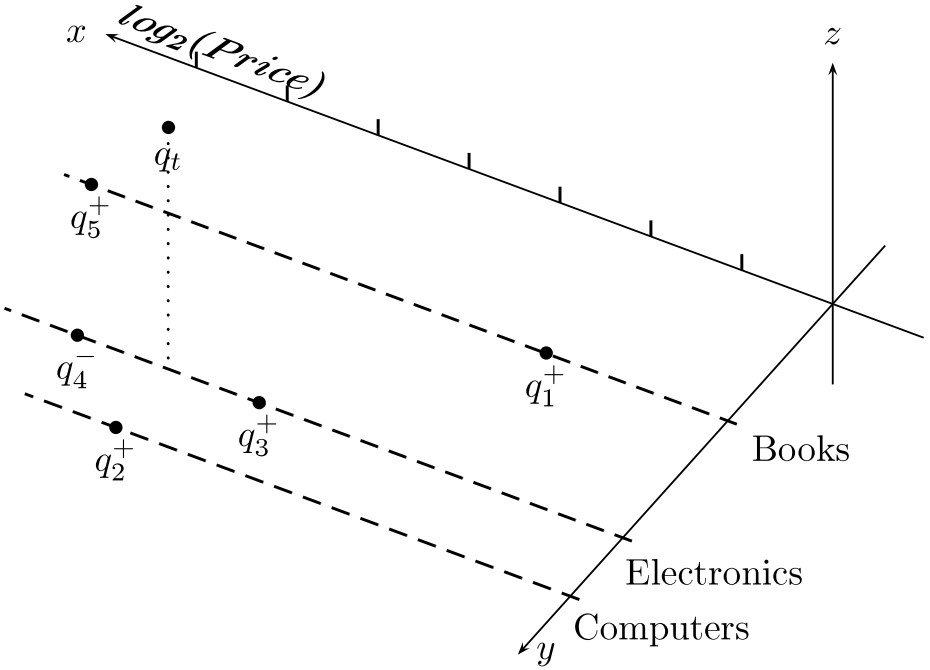 x
log₂(Price)
z
qₜ
q₅⁺
q₄⁻
q₁⁺
q₃⁺
q₂⁺
Books
Electronics
Computers
y